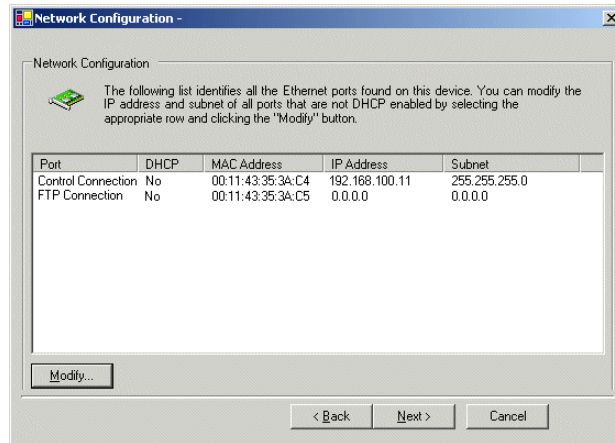 Network Configuration -
Network Configuration
The following list identifies all the Ethernet ports found on this device. You can modify the
IP address and subnet of all ports that are not DHCP enabled by selecting the
appropriate row and clicking the "Modify" button.
Port DHCP MAC Address IP Address Subnet
Control Connection No 00:11:43:35:3A:C4 192.168.100.11 255.255.255.0
FTP Connection No 00:11:43:35:3A:C5 0.0.0.0 0.0.0.0
Modify...
< Back Next > Cancel